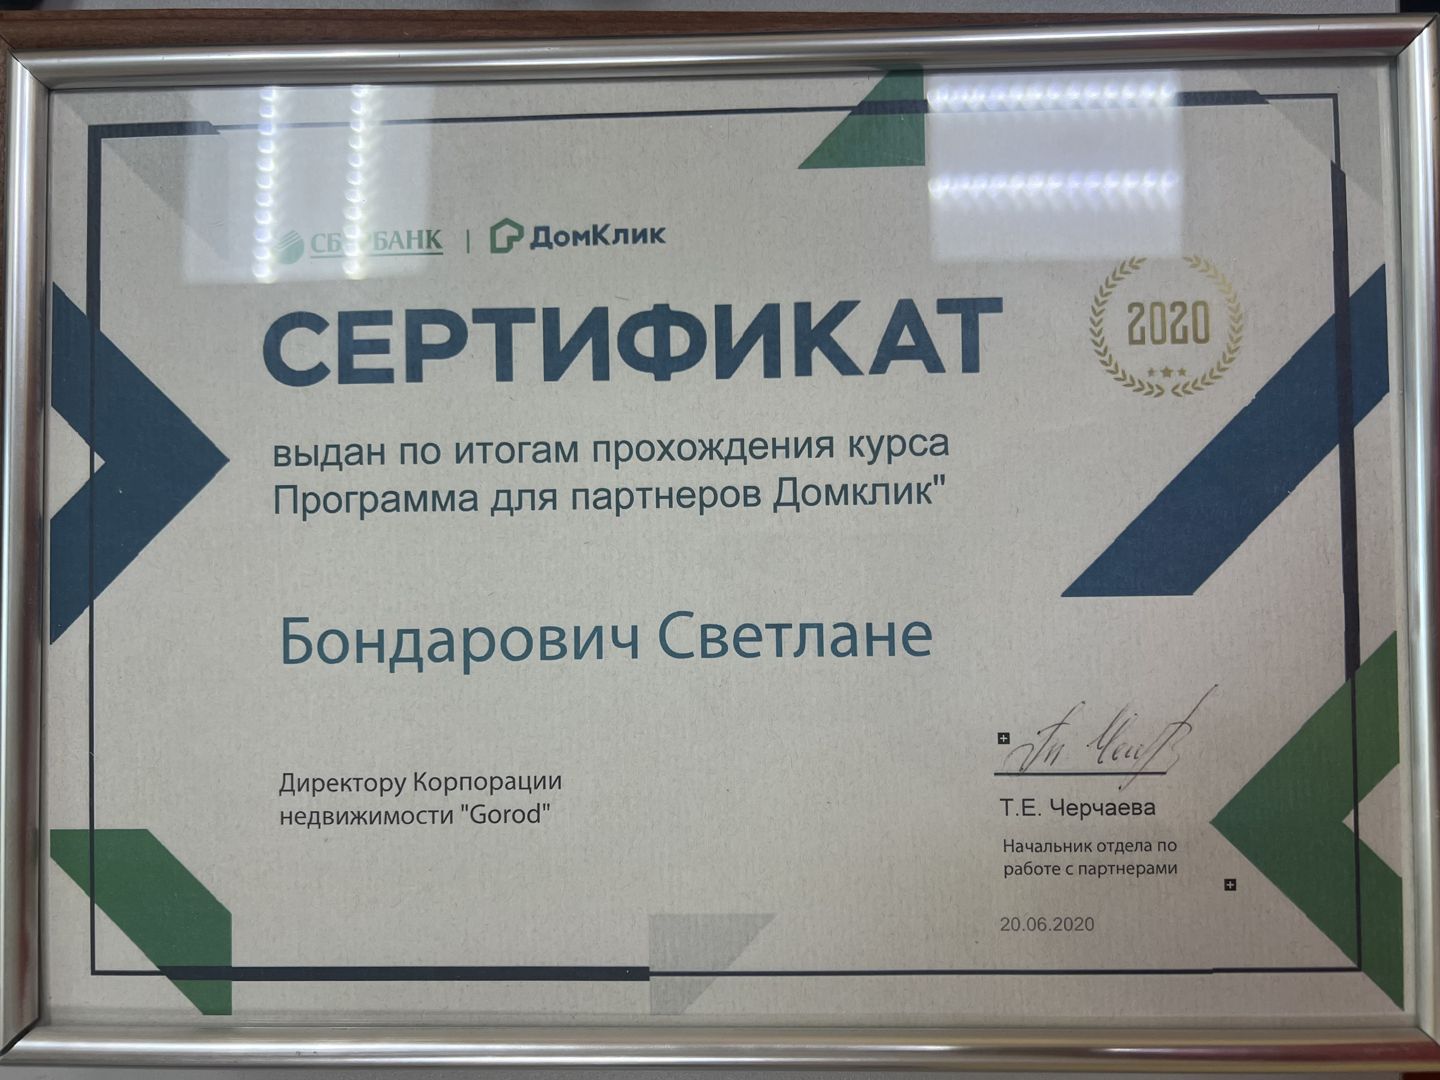 СБЕРБАНК | ДомКлик
СЕРТИФИКАТ
2020
выдан по итогам прохождения курса
Программа для партнеров Домклик"
Бондарович Светлане
Директору Корпорации
недвижимости "Gorod"
Т.Е. Черчаева
Начальник отдела по
работе с партнерами
20.06.2020